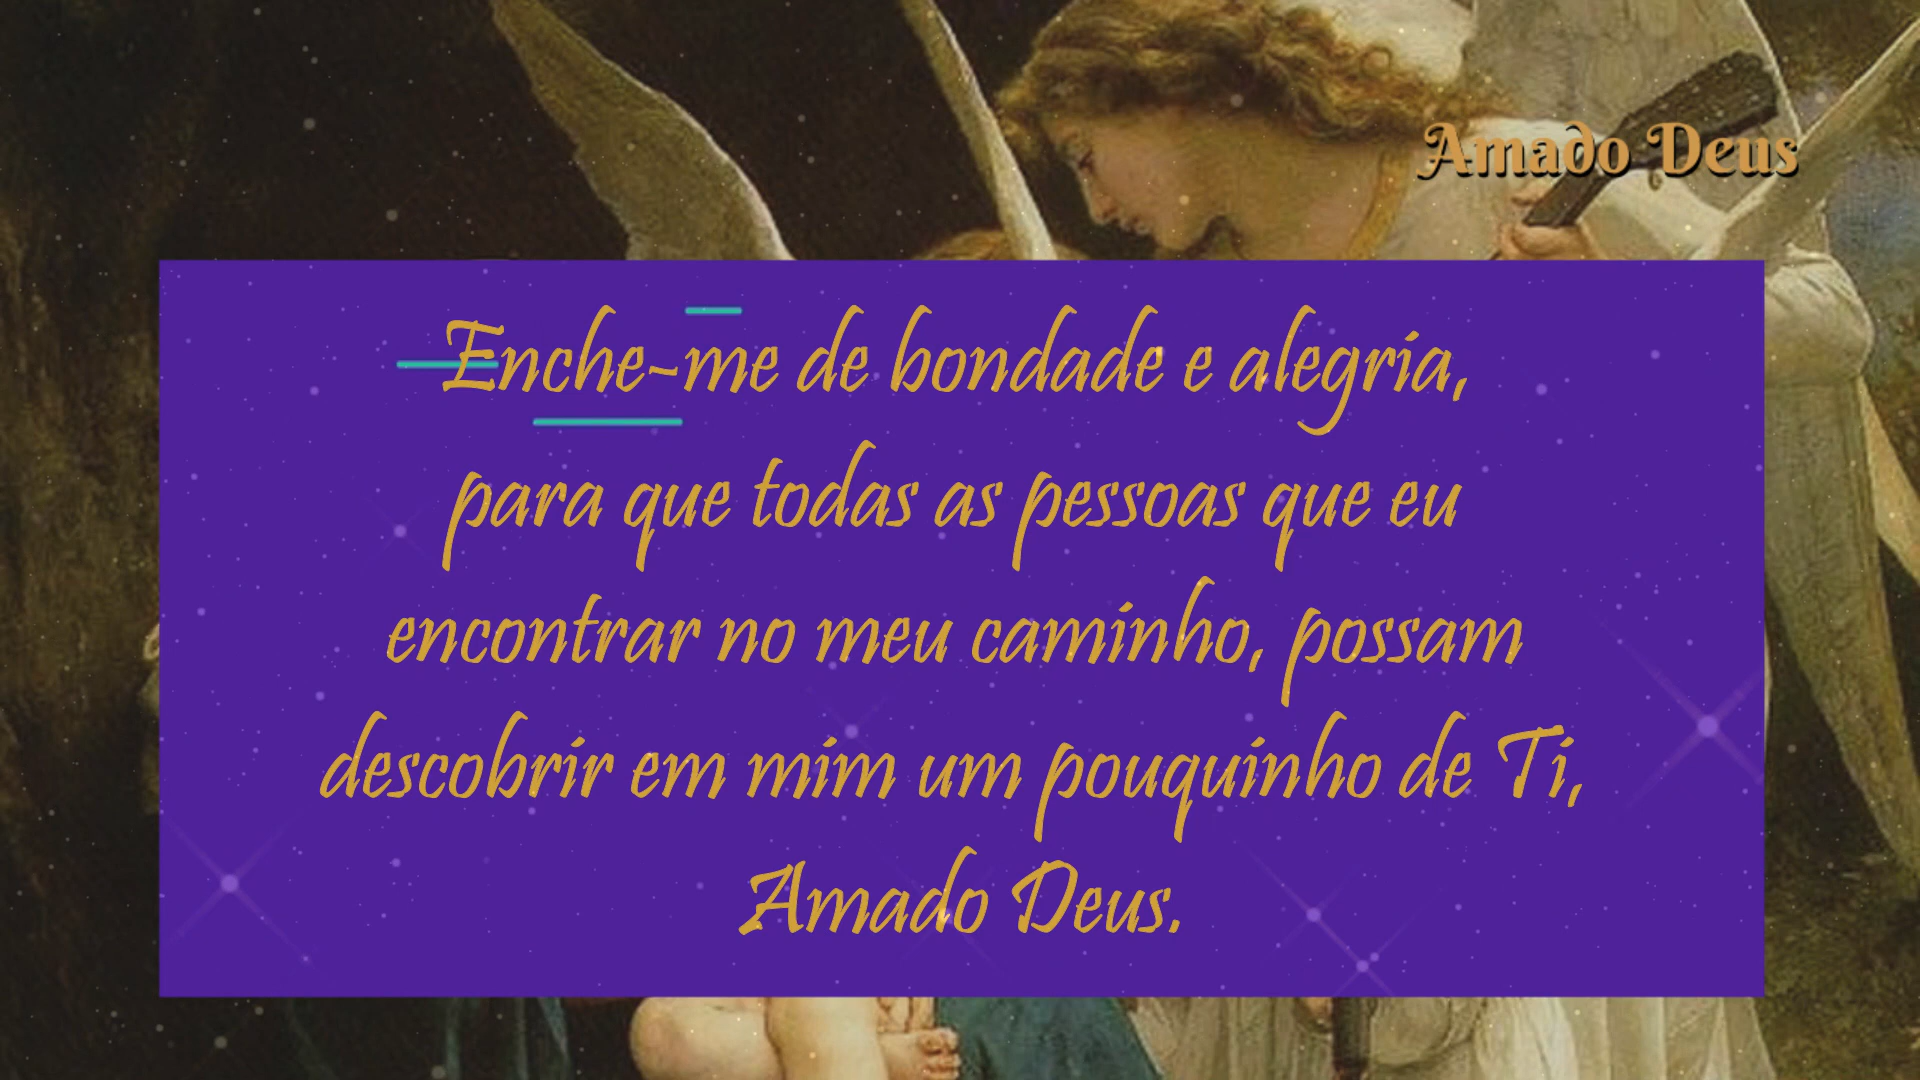 Amado Deus
Enche-me de bondade e alegria,
para que todas as pessoas que eu
encontrar no meu caminho, possam
descobrir em mim um pouquinho de Ti,
Amado Deus.